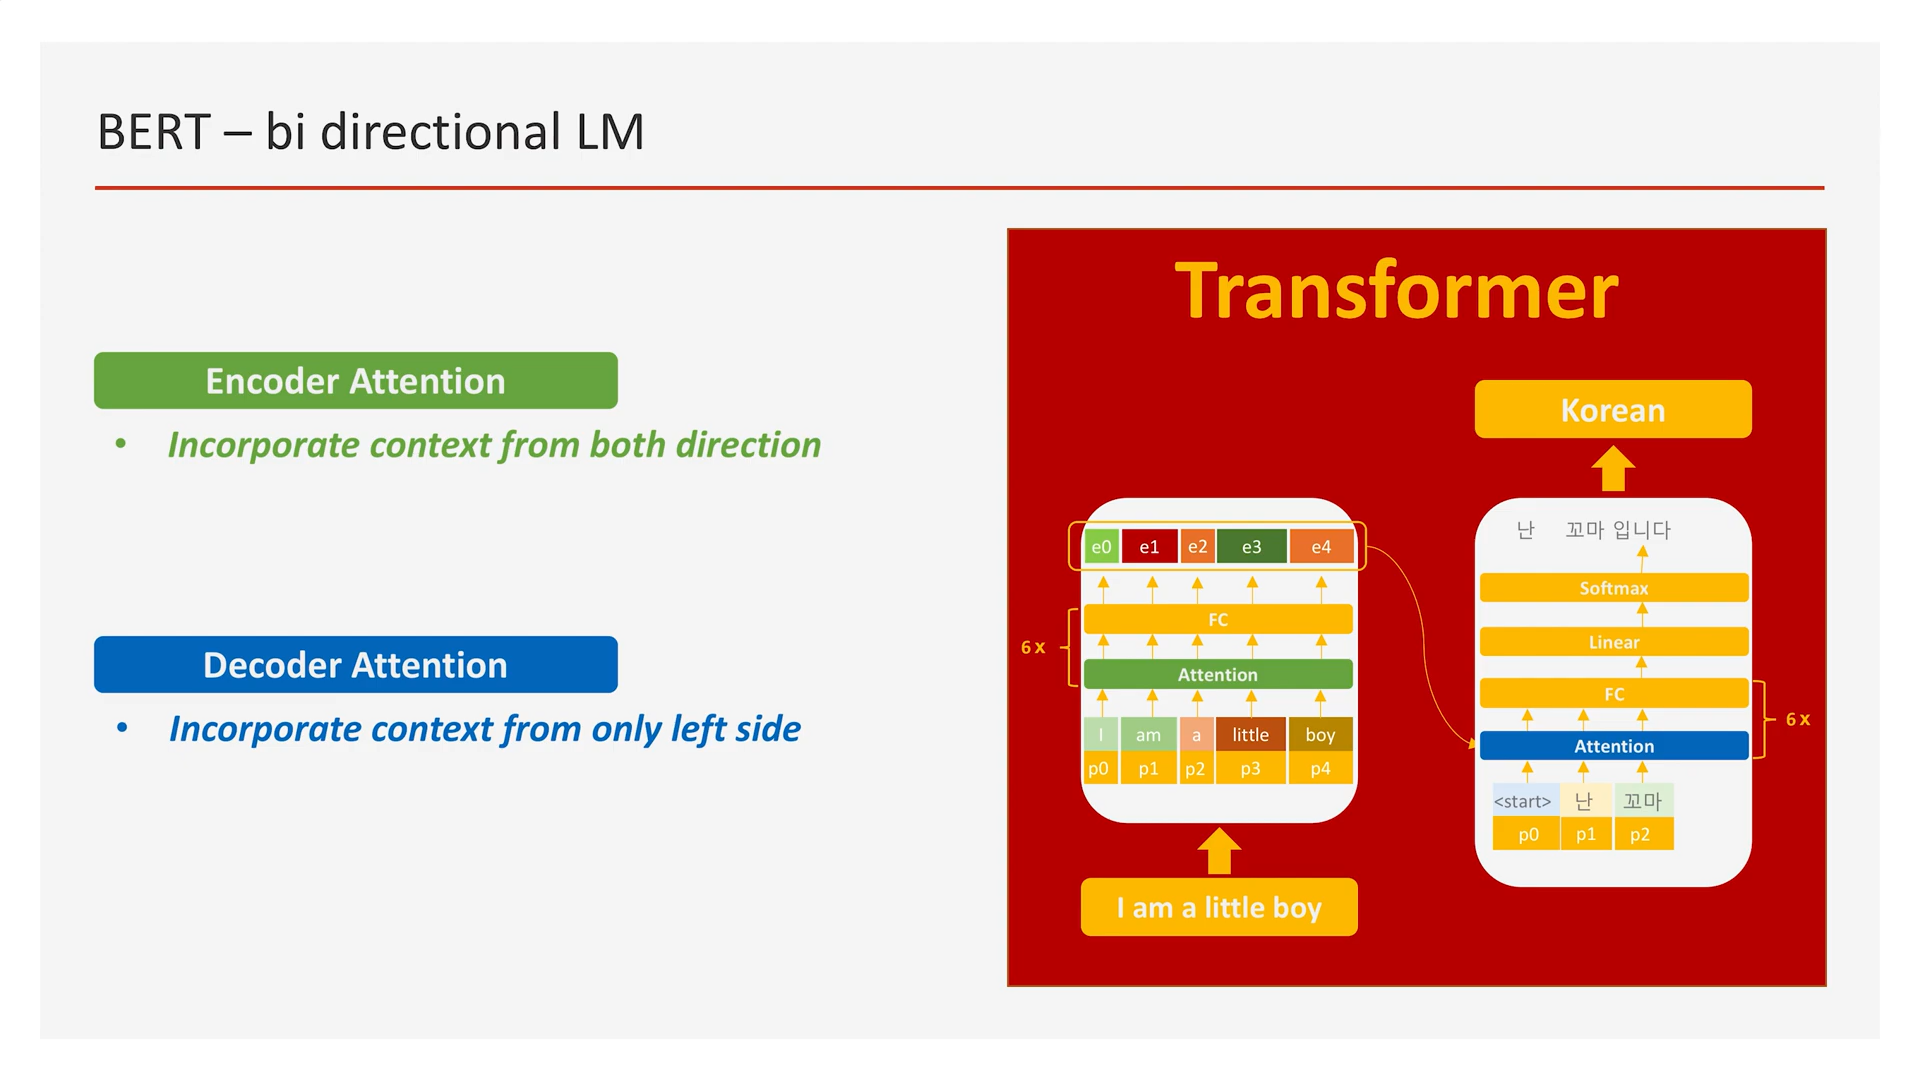 BERT – bi directional LM
Encoder Attention
• Incorporate context from both direction
Decoder Attention
• Incorporate context from only left side
Transformer
e0 e1 e2 e3 e4
FC
6 x
Attention
I am a little boy
p0 p1 p2 p3 p4
I am a little boy
Korean
난 꼬마 입니다
Softmax
Linear
FC
6 x
Attention
<start> 난 꼬마
p0 p1 p2